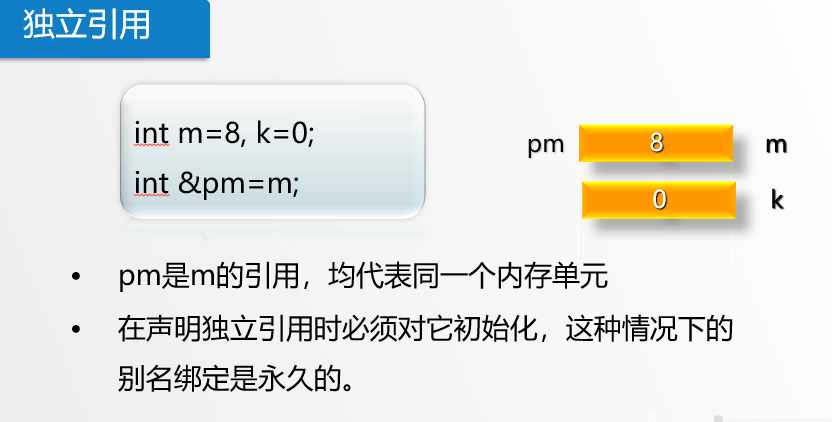 独立引用
int m=8, k=0;
int &pm=m;
pm 8 m
0 k
• pm是m的引用，均代表同一个内存单元
• 在声明独立引用时必须对它初始化，这种情况下的
别名绑定是永久的。